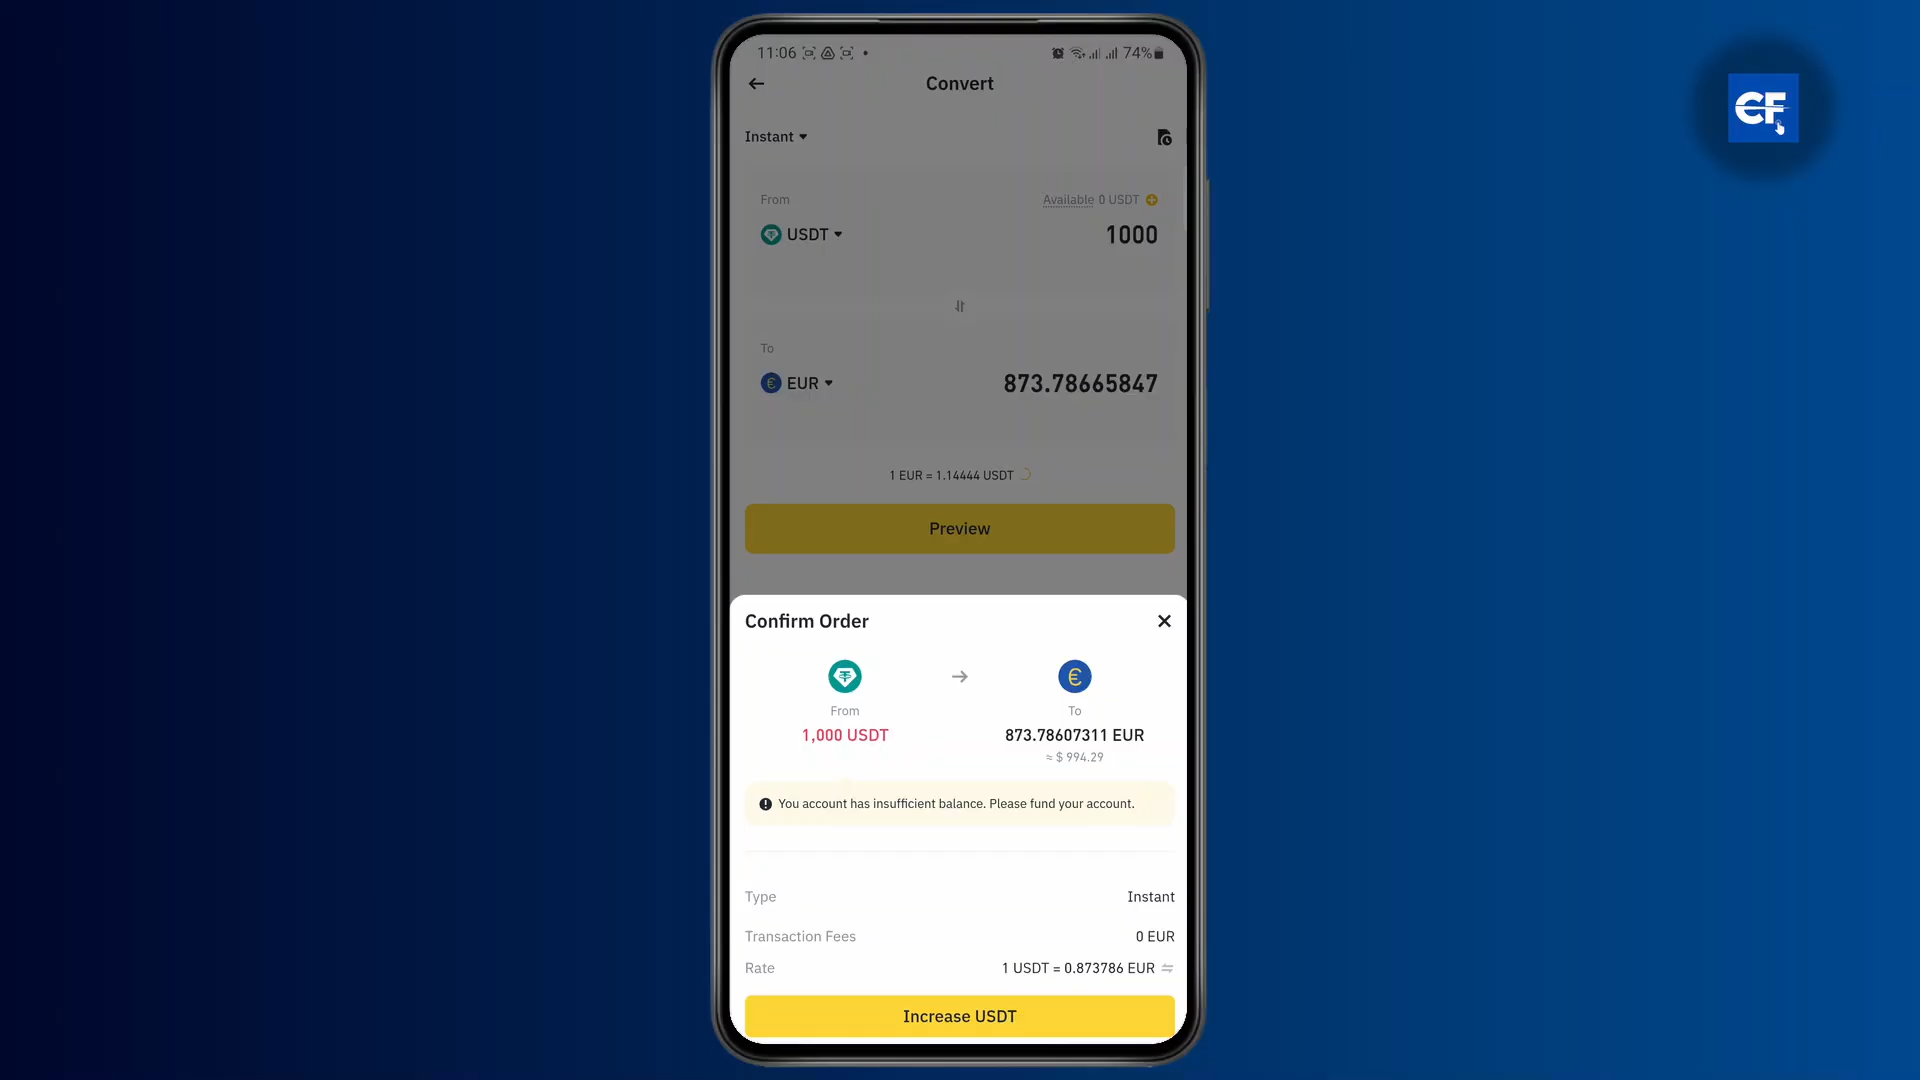 11:06
74%
Convert
CF
Instant
From
Available 0 USDT
USDT
1000
To
EUR
873.78665847
1 EUR = 1.14444 USDT
Preview
Confirm Order
From
To
1,000 USDT
873.78607311 EUR
≈ $ 994.29
You account has insufficient balance. Please fund your account.
Type
Instant
Transaction Fees
0 EUR
Rate
1 USDT = 0.873786 EUR
Increase USDT